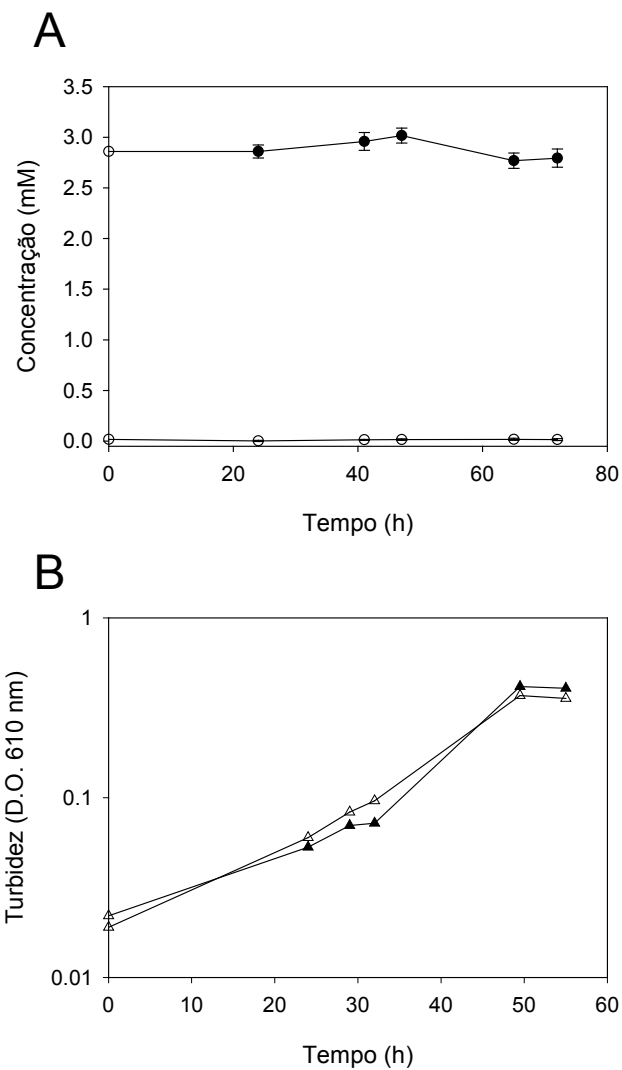 A
Concentração (mM)
3.5
3.0
2.5
2.0
1.5
1.0
0.5
0.0
0 20 40 60 80
Tempo (h)
B
Turbidez (D.O. 610 nm)
1
0.1
0.01
0 10 20 30 40 50 60
Tempo (h)